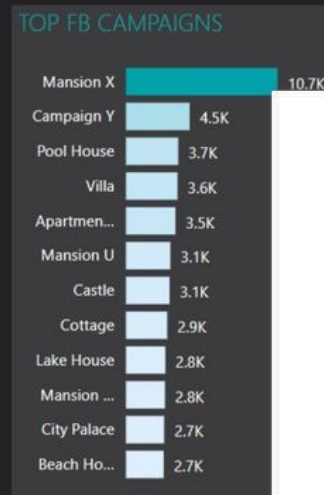 TOP FB CAMPAIGNS
Mansion X 10.7K
Campaign Y 4.5K
Pool House 3.7K
Villa 3.6K
Apartmen... 3.5K
Mansion U 3.1K
Castle 3.1K
Cottage 2.9K
Lake House 2.8K
Mansion ... 2.8K
City Palace 2.7K
Beach Ho... 2.7K